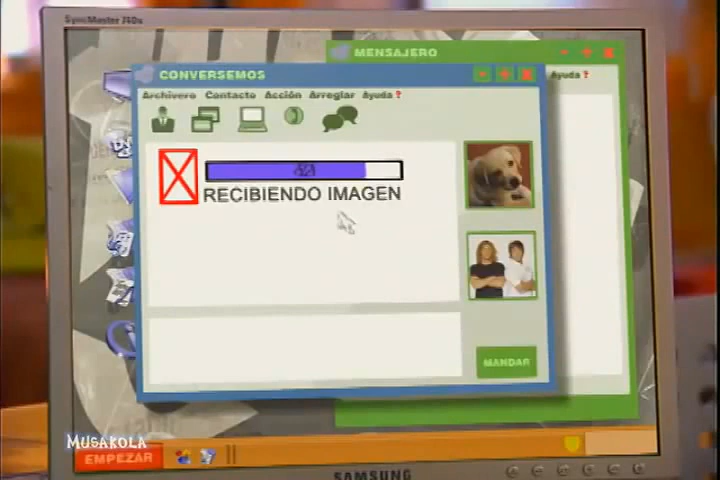 SyncMaster 740N
MENSAJERO
CONVERSEMOS
Ayuda ?
Archivero Contacto Acción Arreglar Ayuda ?
RECIBIENDO IMAGEN
MANDAR
MUSAKOLA
EMPEZAR
SAMSUNG